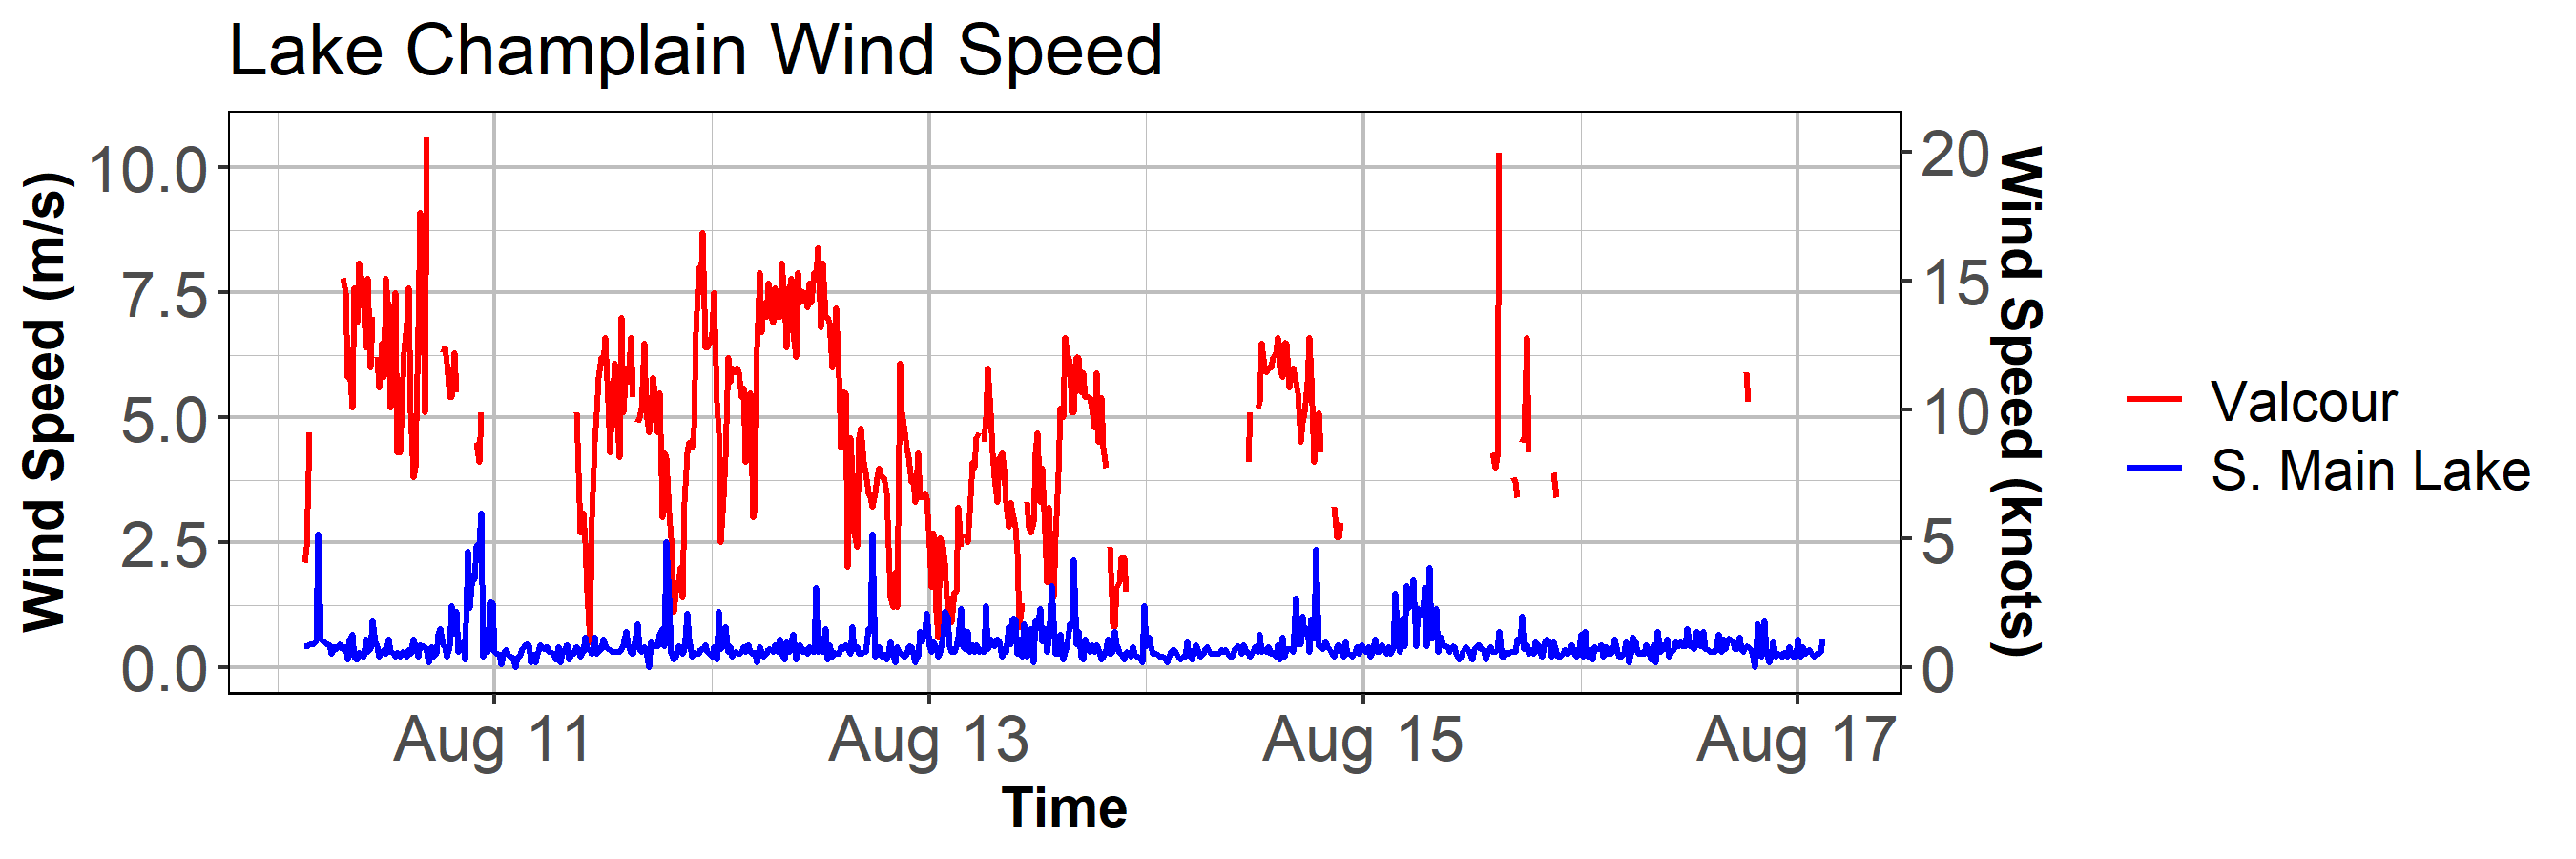 Lake Champlain Wind Speed
Wind Speed (m/s)
10.0
7.5
5.0
2.5
0.0
20
15
10
5
0
Wind Speed (knots)
Aug 11
Aug 13
Aug 15
Aug 17
Time
Valcour
S. Main Lake